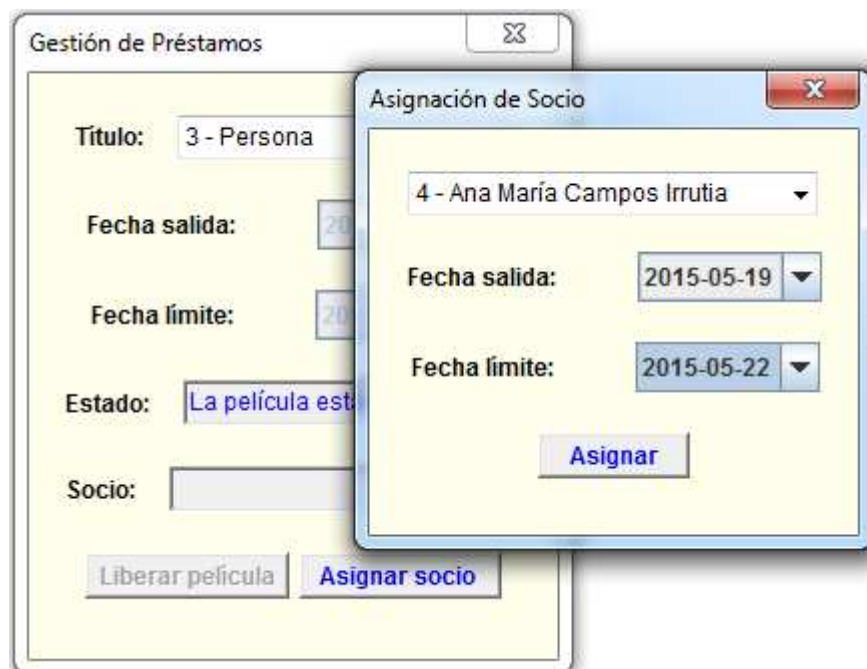 Gestión de Préstamos
Título: 3 - Persona
Fecha salida: 20
Fecha límite: 20
Estado: La película est
Socio:
Liberar película Asignar socio
Asignación de Socio
4 - Ana María Campos Irrutia
Fecha salida: 2015-05-19
Fecha límite: 2015-05-22
Asignar